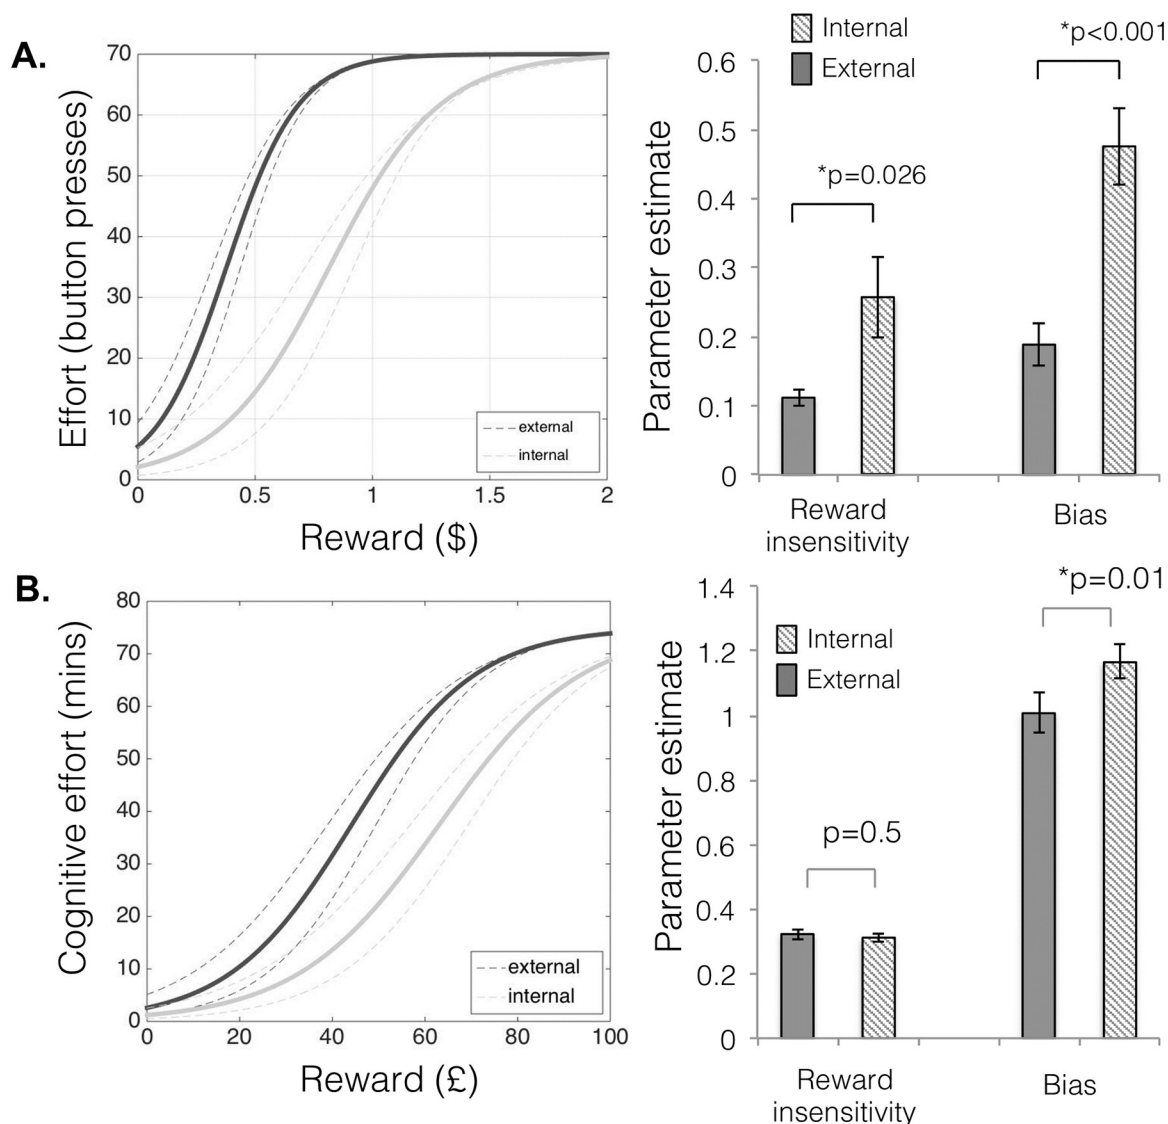 A.
70
60
50
40
30
20
10
0
Effort (button presses)
0
0.5
1
1.5
2
Reward ($)
external
internal
Internal
External
*p<0.001
*p=0.026
0.6
0.5
0.4
0.3
0.2
0.1
0
Parameter estimate
Reward
insensitivity
Bias
B.
80
70
60
50
40
30
20
10
0
Cognitive effort (mins)
0
20
40
60
80
100
Reward (£)
external
internal
1.4
1.2
1
0.8
0.6
0.4
0.2
0
Parameter estimate
*p=0.01
Internal
External
p=0.5
Reward
insensitivity
Bias